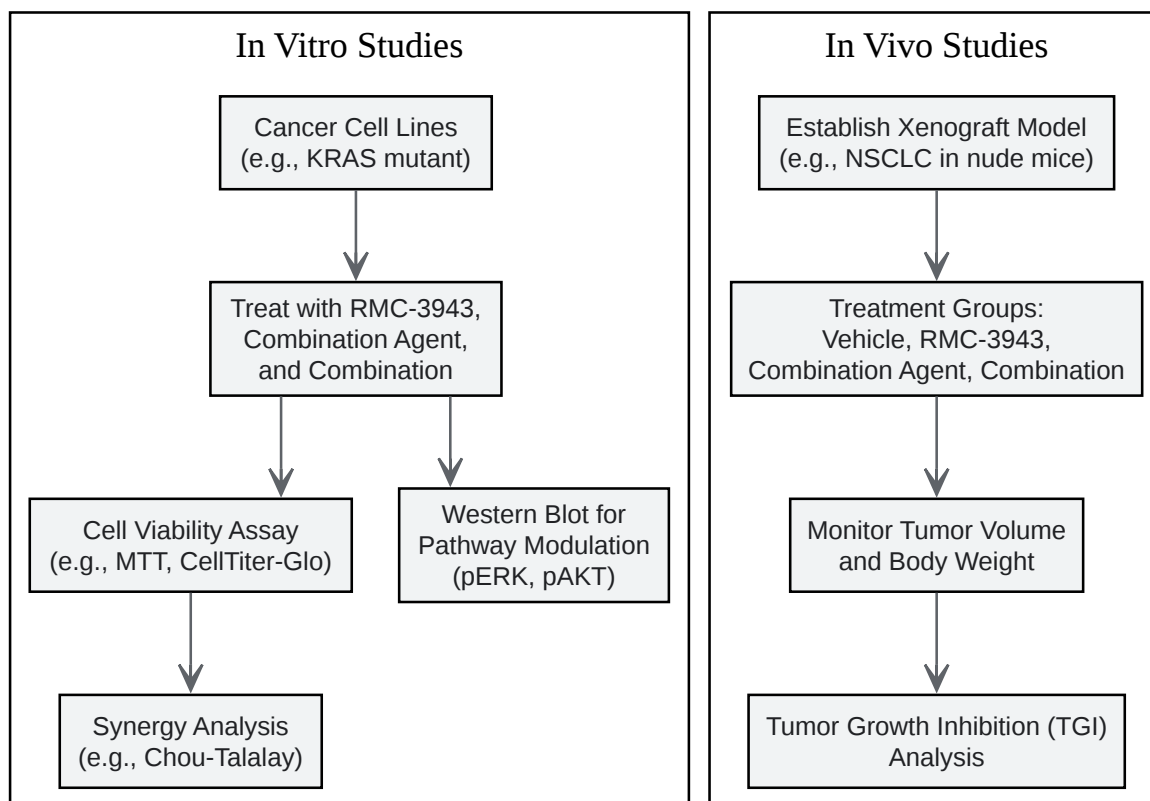 In Vitro Studies
Cancer Cell Lines
(e.g., KRAS mutant)
Treat with RMC-3943,
Combination Agent,
and Combination
Cell Viability Assay
(e.g., MTT, CellTiter-Glo)
Western Blot for
Pathway Modulation
(pERK, pAKT)
Synergy Analysis
(e.g., Chou-Talalay)
In Vivo Studies
Establish Xenograft Model
(e.g., NSCLC in nude mice)
Treatment Groups:
Vehicle, RMC-3943,
Combination Agent, Combination
Monitor Tumor Volume
and Body Weight
Tumor Growth Inhibition (TGI)
Analysis